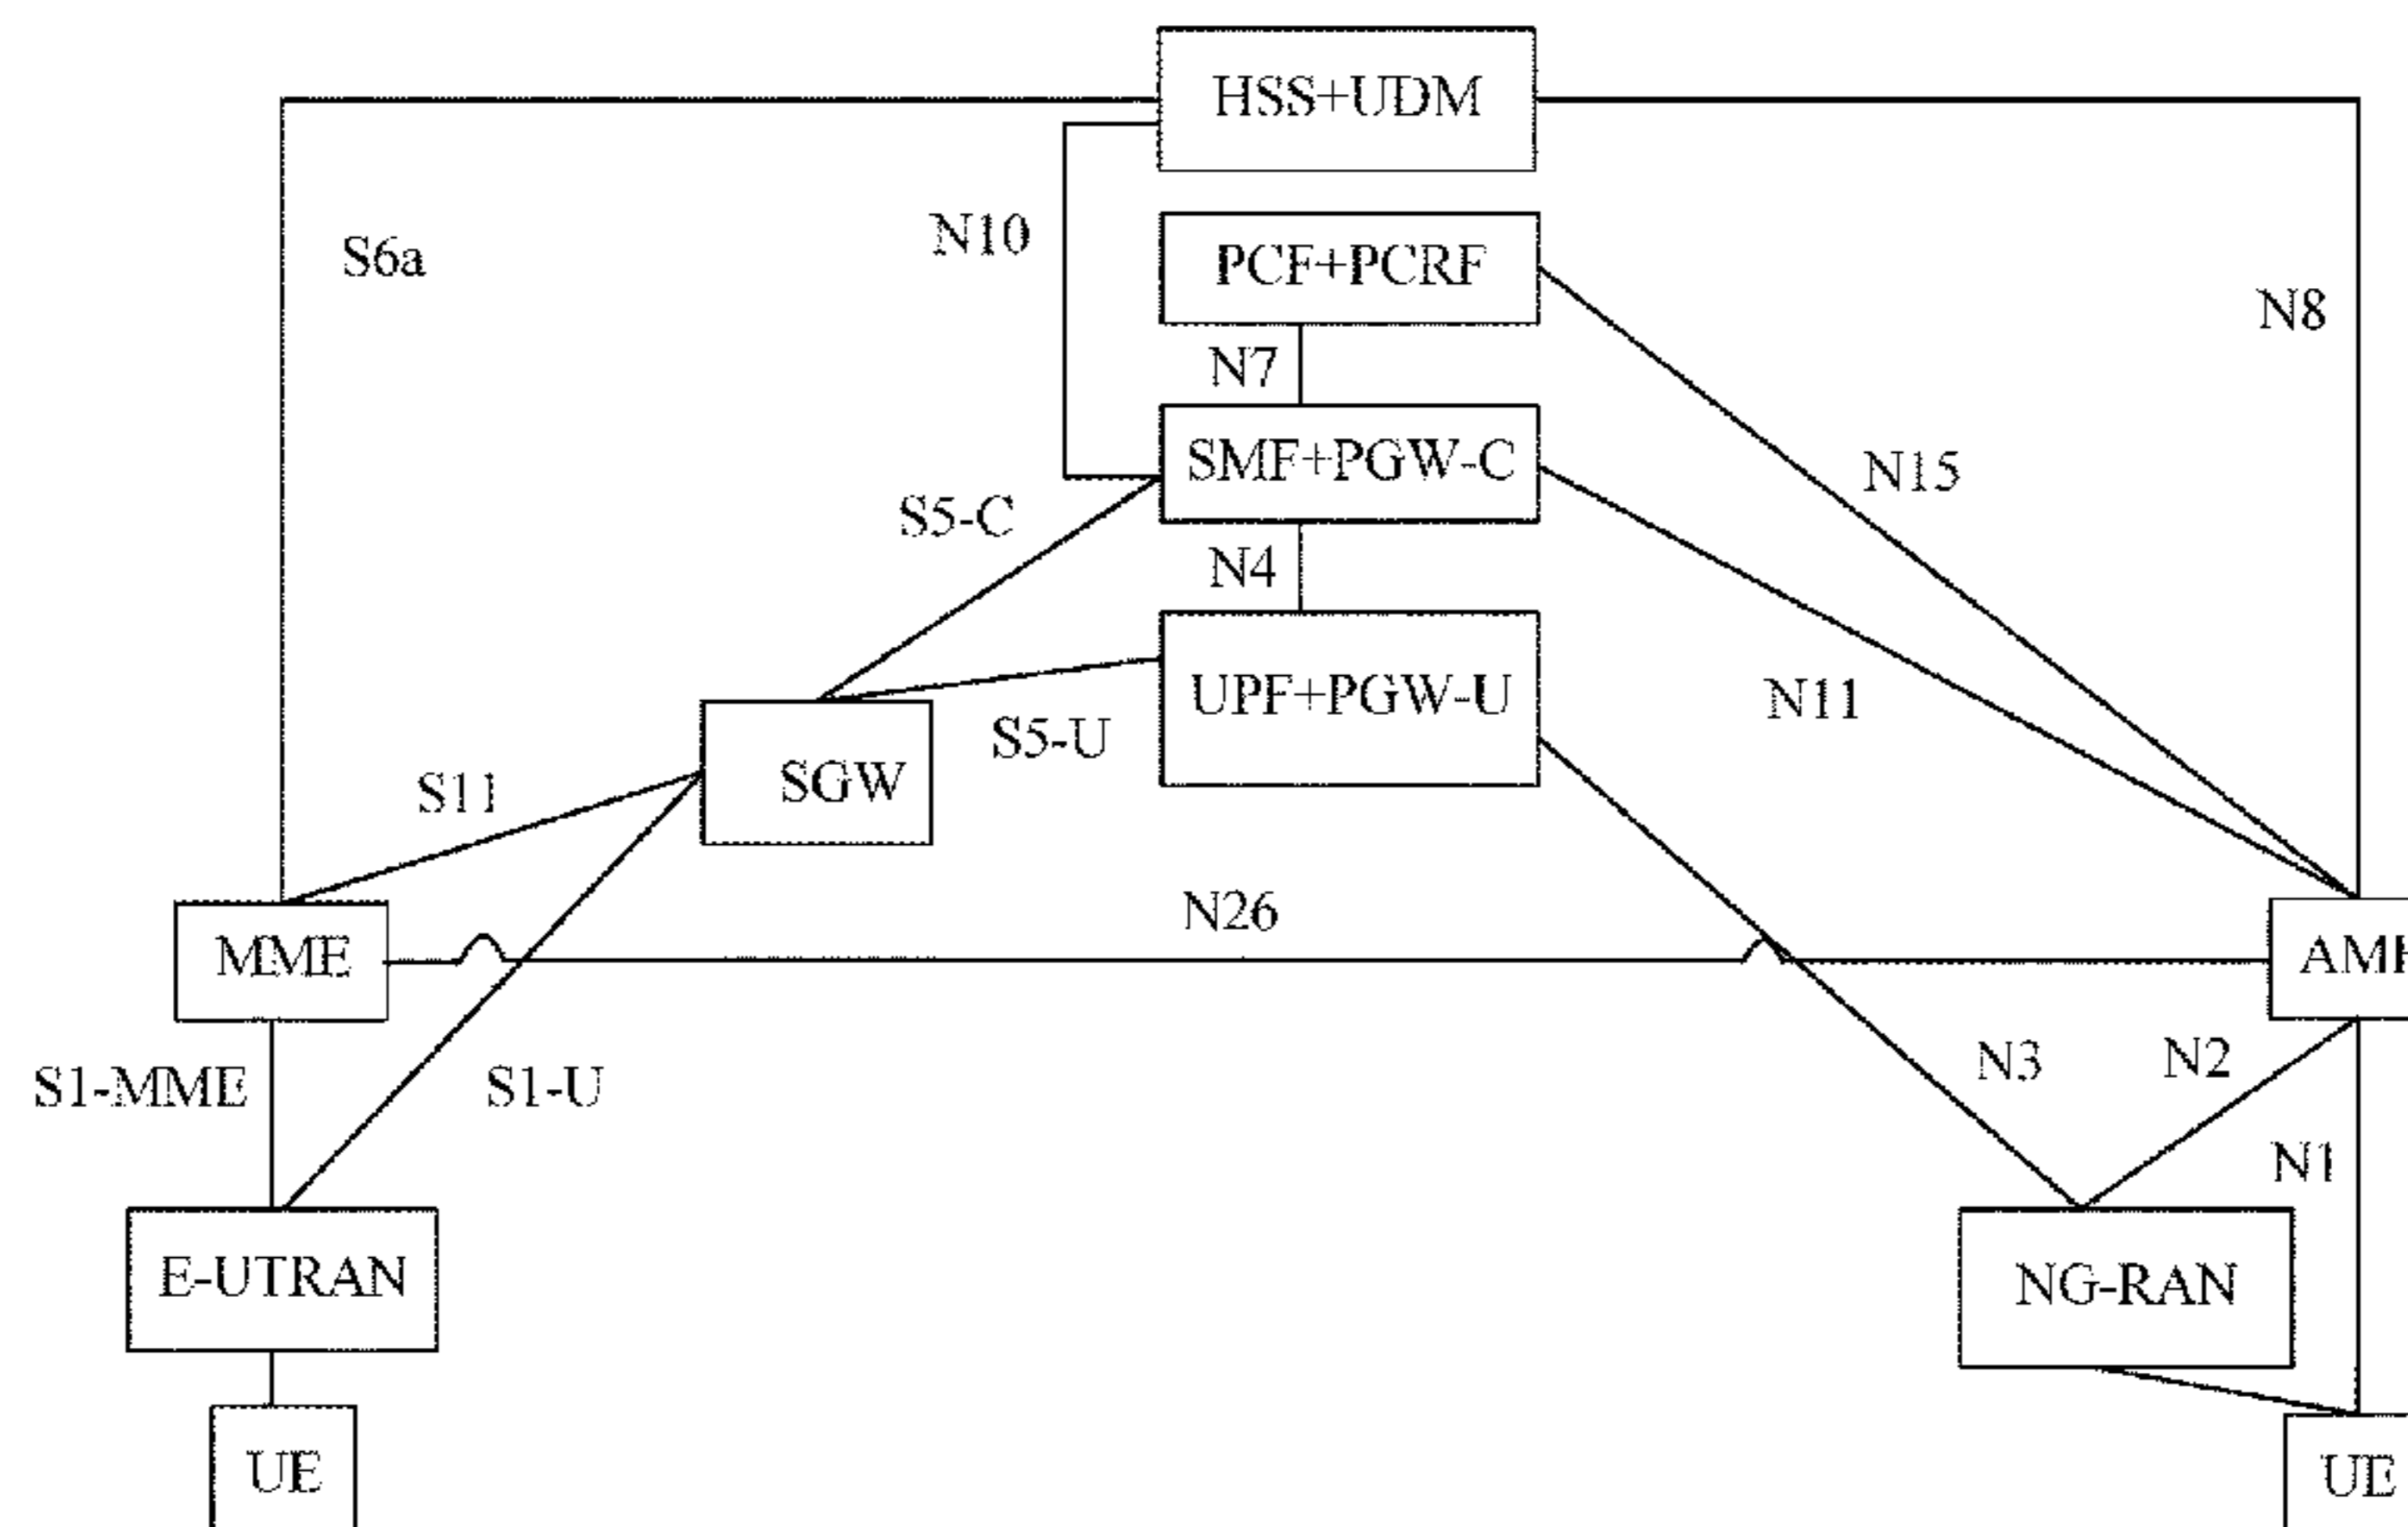 HSS+UDM
N10
S6a
PCF+PCRF
N8
N7
SMF+PGW-C
N15
S5-C
N4
UPF+PGW-U
N11
S5-U
SGW
S11
N26
MME
S1-MME
S1-U
N3
N2
N1
E-UTRAN
NG-RAN
UE
UE